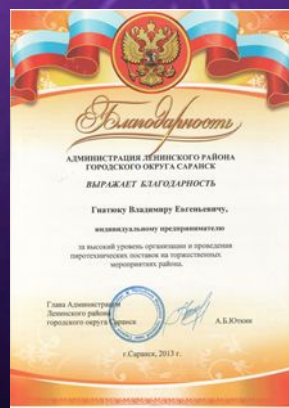 Благодарность
АДМИНИСТРАЦИЯ ЛЕНИНСКОГО РАЙОНА
ГОРОДСКОГО ОКРУГА САРАНСК
ВЫРАЖАЕТ БЛАГОДАРНОСТЬ
Гнатюку Владимиру Евгеньевичу,
индивидуальному предпринимателю
за высокий уровень организации и проведения
пиротехнических поставок на торжественных
мероприятиях района.
Глава Администрации
Ленинского района
городского округа Саранск
А.Б.Юткин
г.Саранск, 2013 г.